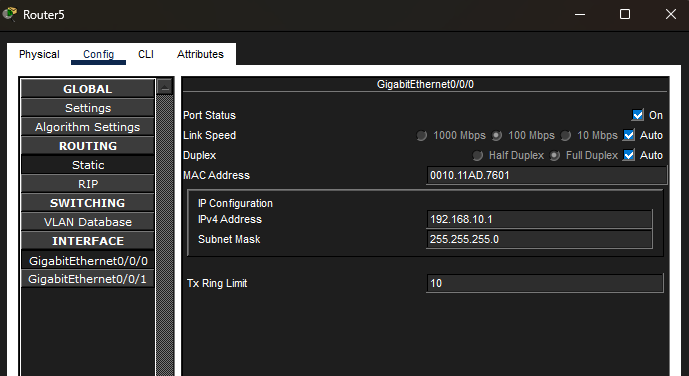 Router5
Physical Config CLI Attributes
GLOBAL
Settings
Algorithm Settings
ROUTING
Static
RIP
SWITCHING
VLAN Database
INTERFACE
GigabitEthernet0/0/0
GigabitEthernet0/0/1
GigabitEthernet0/0/0
Port Status On
Link Speed 1000 Mbps 100 Mbps 10 Mbps Auto
Duplex Half Duplex Full Duplex Auto
MAC Address 0010.11AD.7601
IP Configuration
IPv4 Address 192.168.10.1
Subnet Mask 255.255.255.0
Tx Ring Limit 10